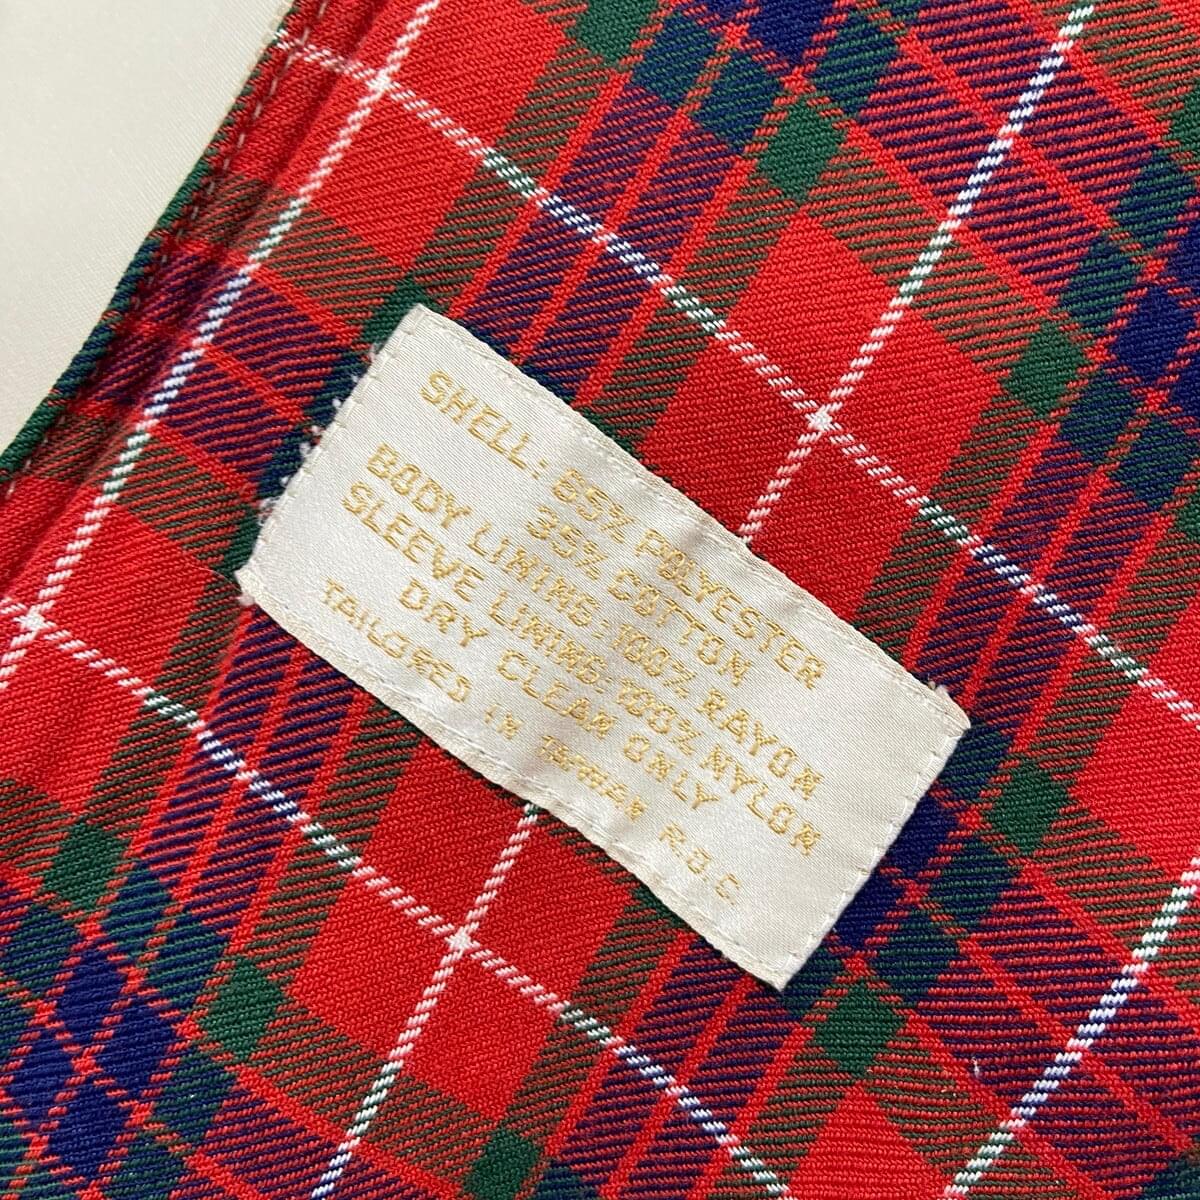 SHELL: 65% POLYESTER
35% COTTON
BODY LINING: 100% RAYON
SLEEVE LINING: 100% NYLON
DRY CLEAN ONLY
TAILORED IN TAIWAN R.O.C.